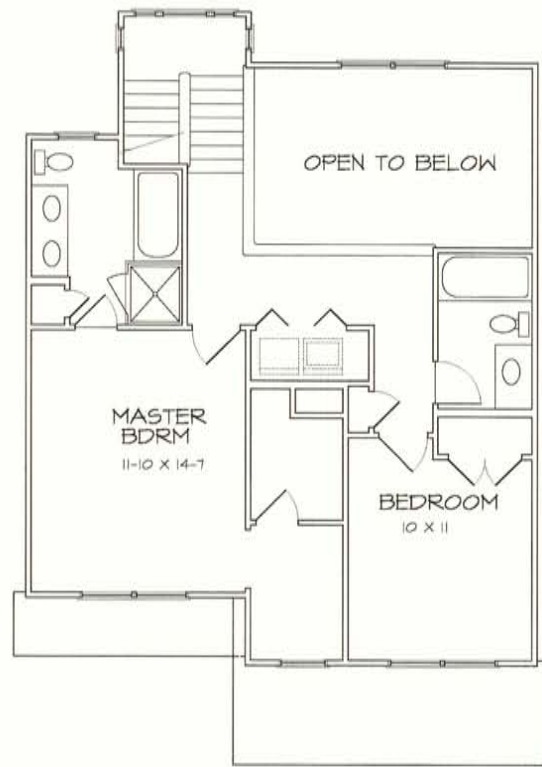 OPEN TO BELOW
MASTER
BDRM
11-10 X 14-7
BEDROOM
10 X 11